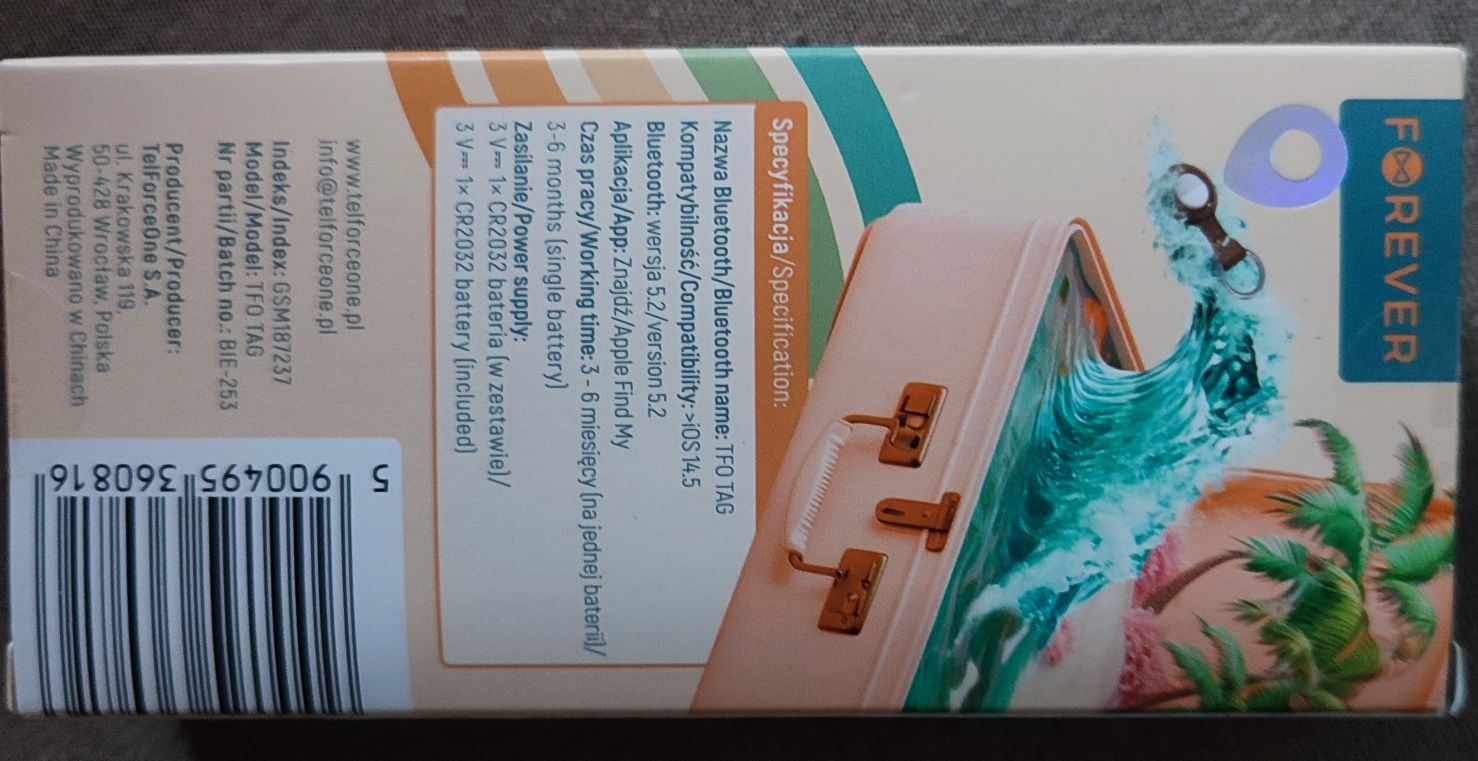 FOREVER
Specyfikacja/Specification:
Nazwa Bluetooth/Bluetooth name: TFO TAG
Kompatybilność/Compatibility: >iOS 14.5
Bluetooth: wersja 5.2/version 5.2
Aplikacja/App: Znajdź/Apple Find My
Czas pracy/Working time: 3 - 6 miesięcy (na jednej baterii)/
3-6 months (single battery)
Zasilanie/Power supply:
3 V⎓ 1× CR2032 bateria (w zestawie)/
3 V⎓ 1× CR2032 battery (included)
www.telforceone.pl
info@telforceone.pl
Indeks/Index: GSM187237
Model/Model: TFO TAG
Nr partii/Batch no.: BIE-253
Producent/Producer:
TelForceOne S.A.
ul. Krakowska 119,
50-428 Wrocław, Polska
Wyprodukowano w Chinach
Made in China
5 900495 360816